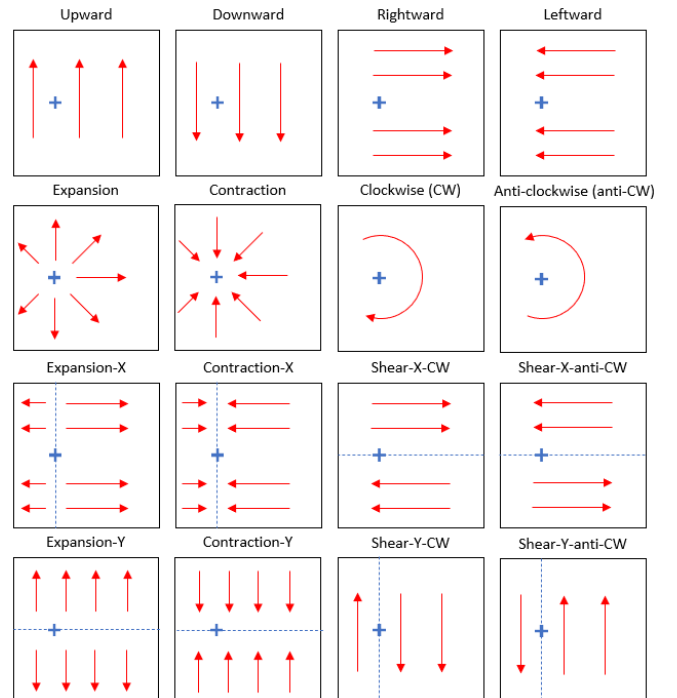 Upward
Downward
Rightward
Leftward
Expansion
Contraction
Clockwise (CW)
Anti-clockwise (anti-CW)
Expansion-X
Contraction-X
Shear-X-CW
Shear-X-anti-CW
Expansion-Y
Contraction-Y
Shear-Y-CW
Shear-Y-anti-CW